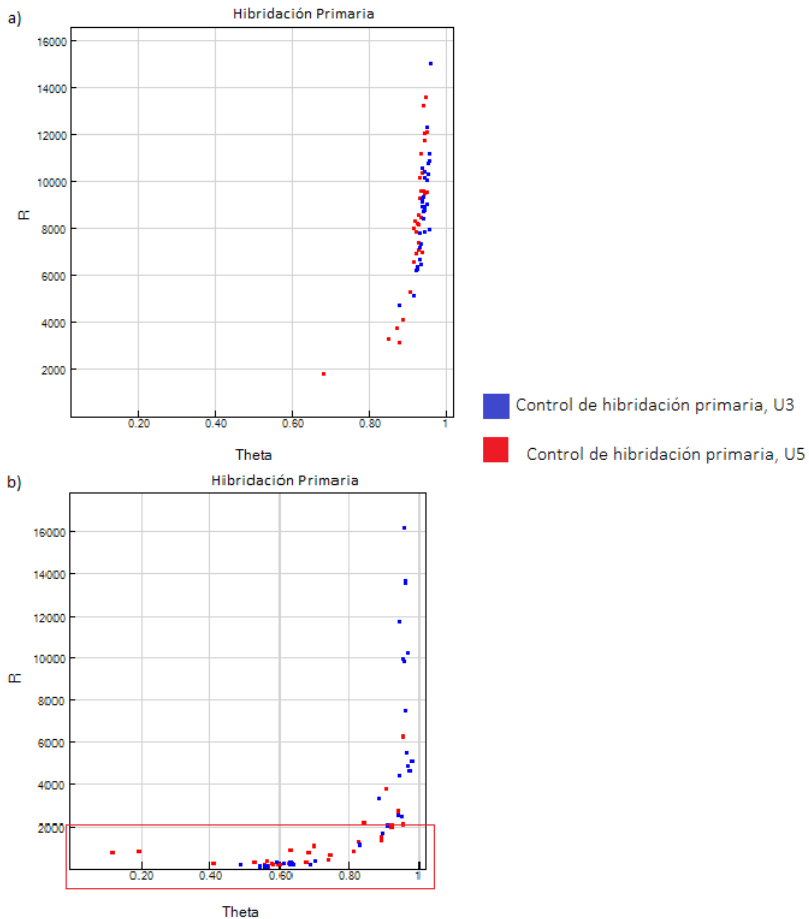 a)
Hibridación Primaria
16000
14000
12000
10000
8000
6000
4000
2000
R
0.20
0.40
0.60
0.80
1
Theta
Control de hibridación primaria, U3
Control de hibridación primaria, U5
b)
Hibridación Primaria
16000
14000
12000
10000
8000
6000
4000
2000
R
0.20
0.40
0.60
0.80
1
Theta